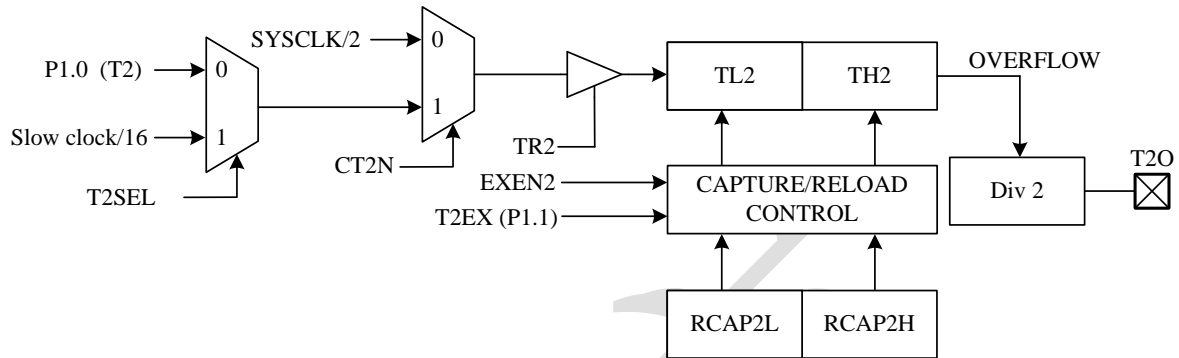 SYSCLK/2
0
P1.0 (T2)
0
1
Slow clock/16
1
T2SEL
CT2N
TR2
TL2
TH2
OVERFLOW
EXEN2
T2EX (P1.1)
CAPTURE/RELOAD
CONTROL
Div 2
T2O
RCAP2L
RCAP2H